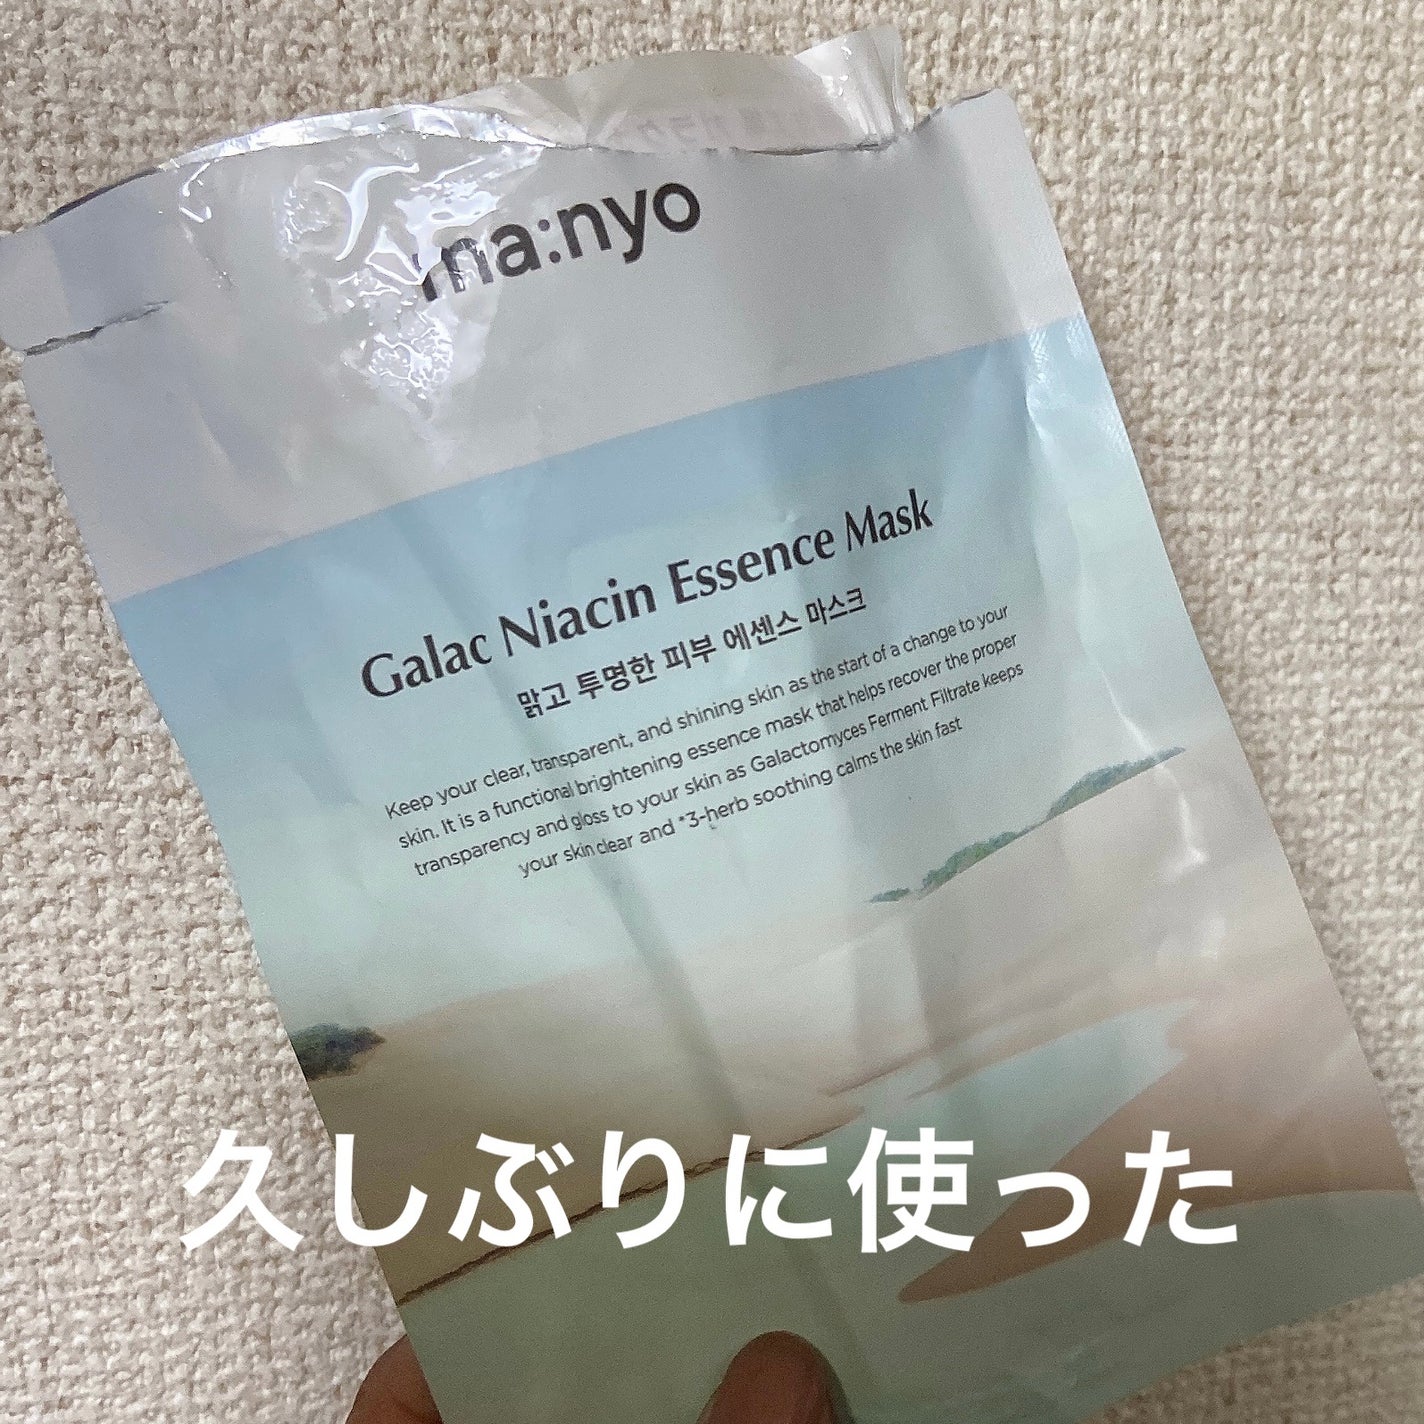 ma:nyo
Galac Niacin Essence Mask
맑고 투명한 피부 에센스 마스크
Keep your clear, transparent, and shining skin as the start of a change to your
skin. It is a functional brightening essence mask that helps recover the proper
transparency and gloss to your skin as Galactomyces Ferment Filtrate keeps
your skin clear and *3-herb soothing calms the skin fast
久しぶりに使った